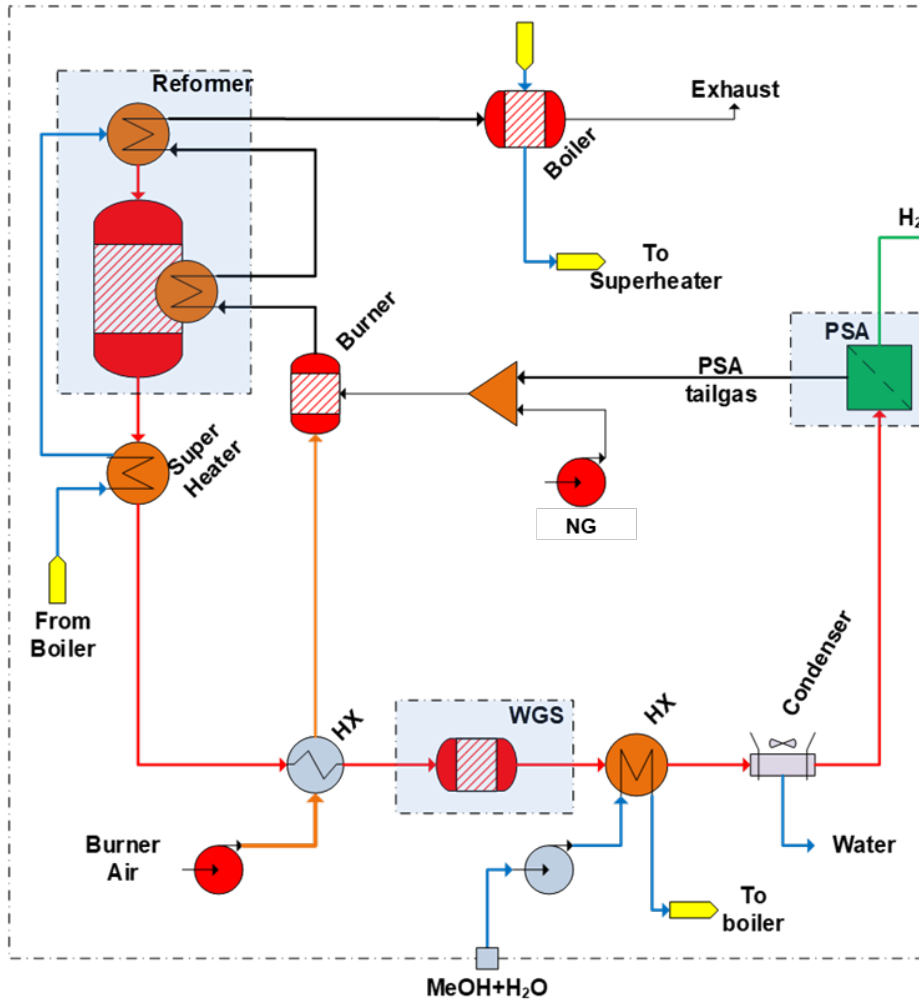 Reformer
Exhaust
Boiler
H₂
To
Superheater
Burner
PSA
PSA
tailgas
Super
Heater
NG
From
Boiler
Condenser
HX
WGS
HX
Burner
Air
Water
To
boiler
MeOH+H₂O